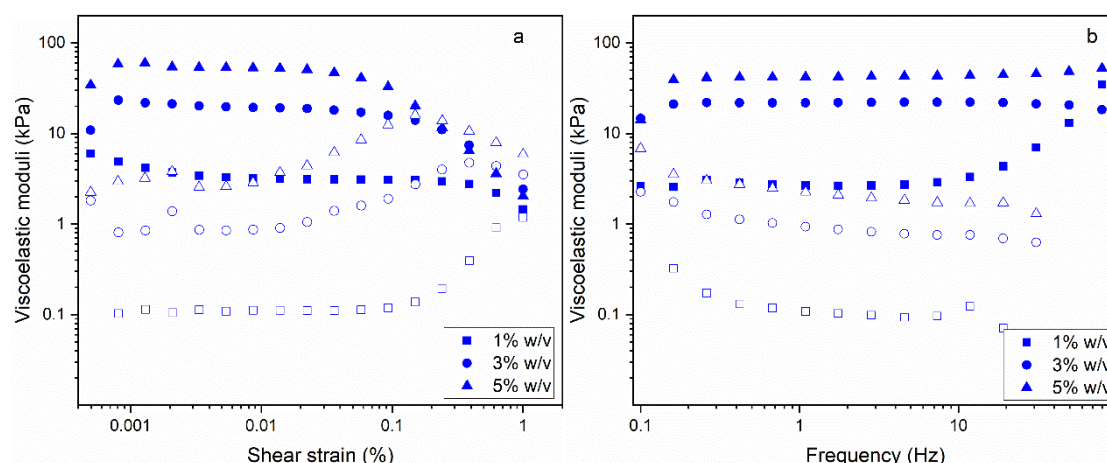 a
Viscoelastic moduli (kPa)
100
10
1
0.1
0.001
0.01
0.1
1
Shear strain (%)
1% w/v
3% w/v
5% w/v
b
Viscoelastic moduli (kPa)
100
10
1
0.1
0.1
1
10
Frequency (Hz)
1% w/v
3% w/v
5% w/v